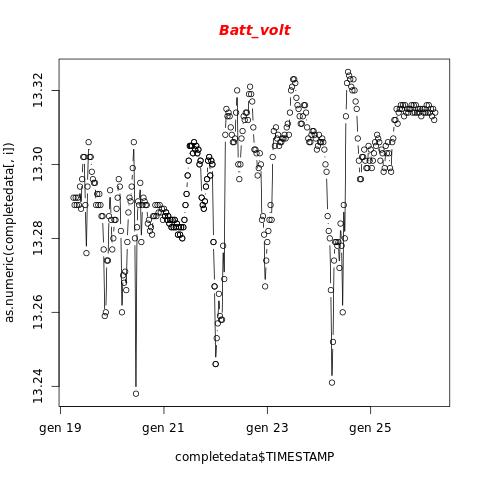 Batt_volt
as.numeric(completedata[, i])
13.32
13.30
13.28
13.26
13.24
gen 19 gen 21 gen 23 gen 25
completedata$TIMESTAMP